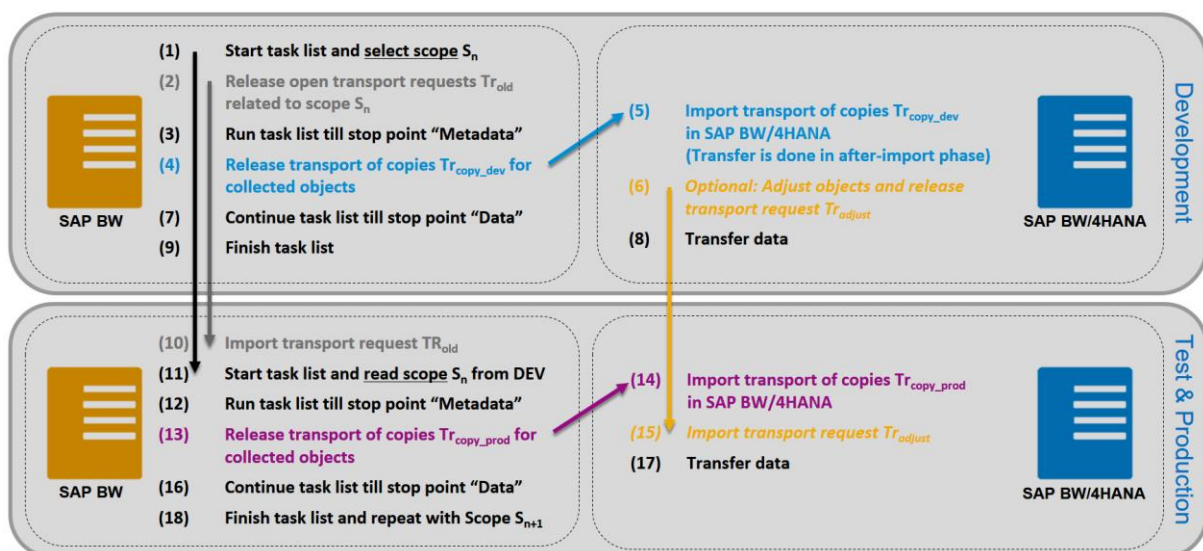 (1) Start task list and select scope Sn
(2) Release open transport requests Trold
related to scope Sn
(3) Run task list till stop point “Metadata”
(4) Release transport of copies Trcopy_dev for
collected objects
(7) Continue task list till stop point “Data”
(9) Finish task list
SAP BW
(5) Import transport of copies Trcopy_dev
in SAP BW/4HANA
(Transfer is done in after-import phase)
(6) Optional: Adjust objects and release
transport request Tradjust
(8) Transfer data
SAP BW/4HANA
Development
(10) Import transport request TRold
(11) Start task list and read scope Sn from DEV
(12) Run task list till stop point “Metadata”
(13) Release transport of copies Trcopy_prod for
collected objects
(16) Continue task list till stop point “Data”
(18) Finish task list and repeat with Scope Sn+1
SAP BW
(14) Import transport of copies Trcopy_prod
in SAP BW/4HANA
(15) Import transport request Tradjust
(17) Transfer data
SAP BW/4HANA
Test & Production